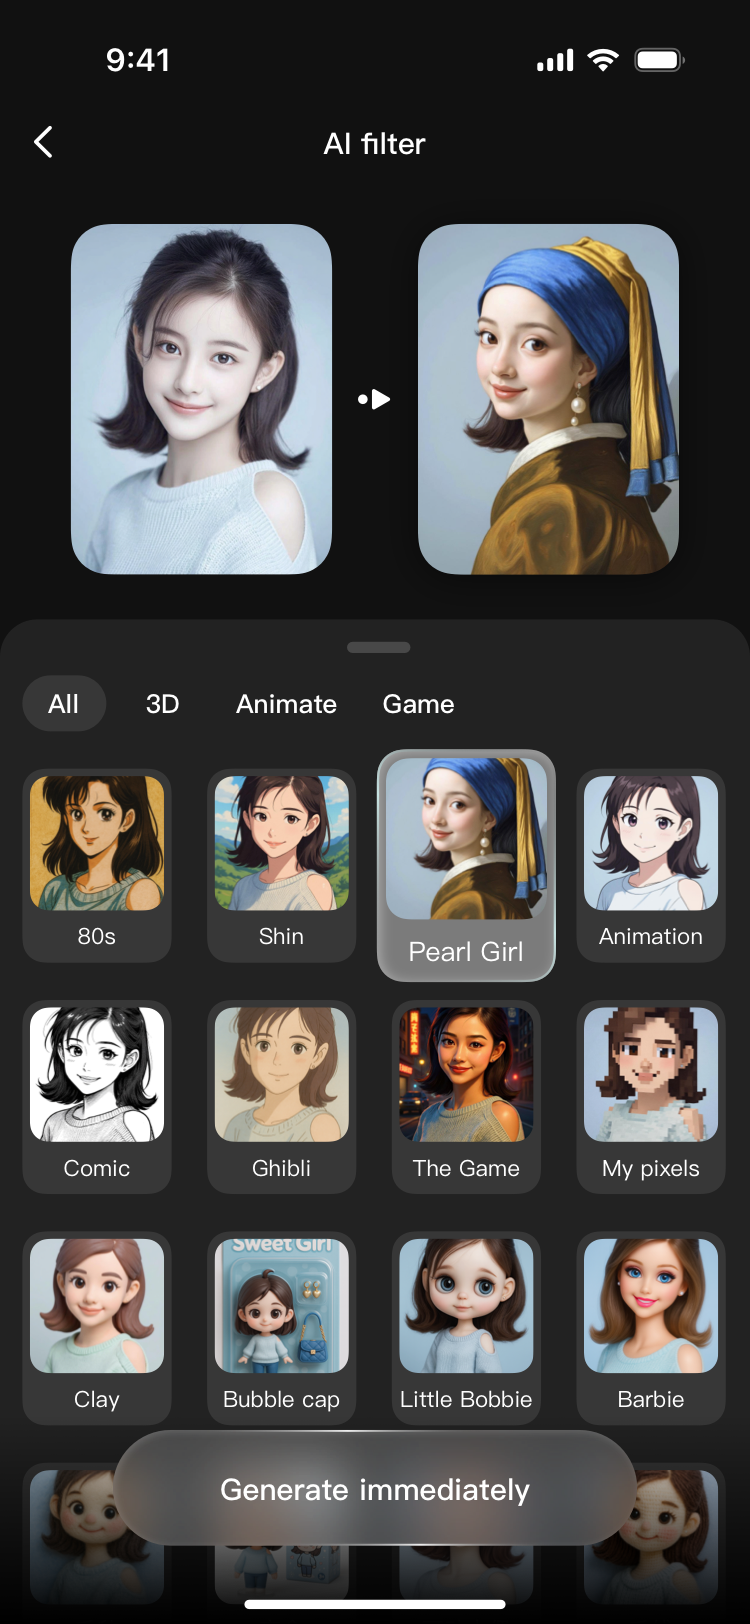 9:41
AI filter
All
3D
Animate
Game
80s
Shin
Pearl Girl
Animation
Comic
Ghibli
The Game
My pixels
Sweet Girl
Clay
Bubble cap
Little Bobbie
Barbie
Generate immediately